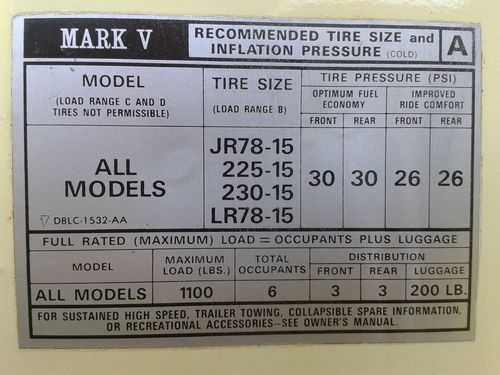 MARK V
RECOMMENDED TIRE SIZE and
INFLATION PRESSURE (COLD)
A
MODEL
(LOAD RANGE C AND D
TIRES NOT PERMISSIBLE)
TIRE SIZE
(LOAD RANGE B)
TIRE PRESSURE (PSI)
OPTIMUM FUEL
ECONOMY
IMPROVED
RIDE COMFORT
FRONT REAR FRONT REAR
ALL
MODELS
JR78-15
225-15
230-15
LR78-15
30 30 26 26
D8LC-1532-AA
FULL RATED (MAXIMUM) LOAD = OCCUPANTS PLUS LUGGAGE
MODEL
MAXIMUM
LOAD (LBS.)
TOTAL
OCCUPANTS
DISTRIBUTION
FRONT REAR LUGGAGE
ALL MODELS 1100 6 3 3 200 LB.
FOR SUSTAINED HIGH SPEED, TRAILER TOWING, COLLAPSIBLE SPARE INFORMATION,
OR RECREATIONAL ACCESSORIES—SEE OWNER'S MANUAL.